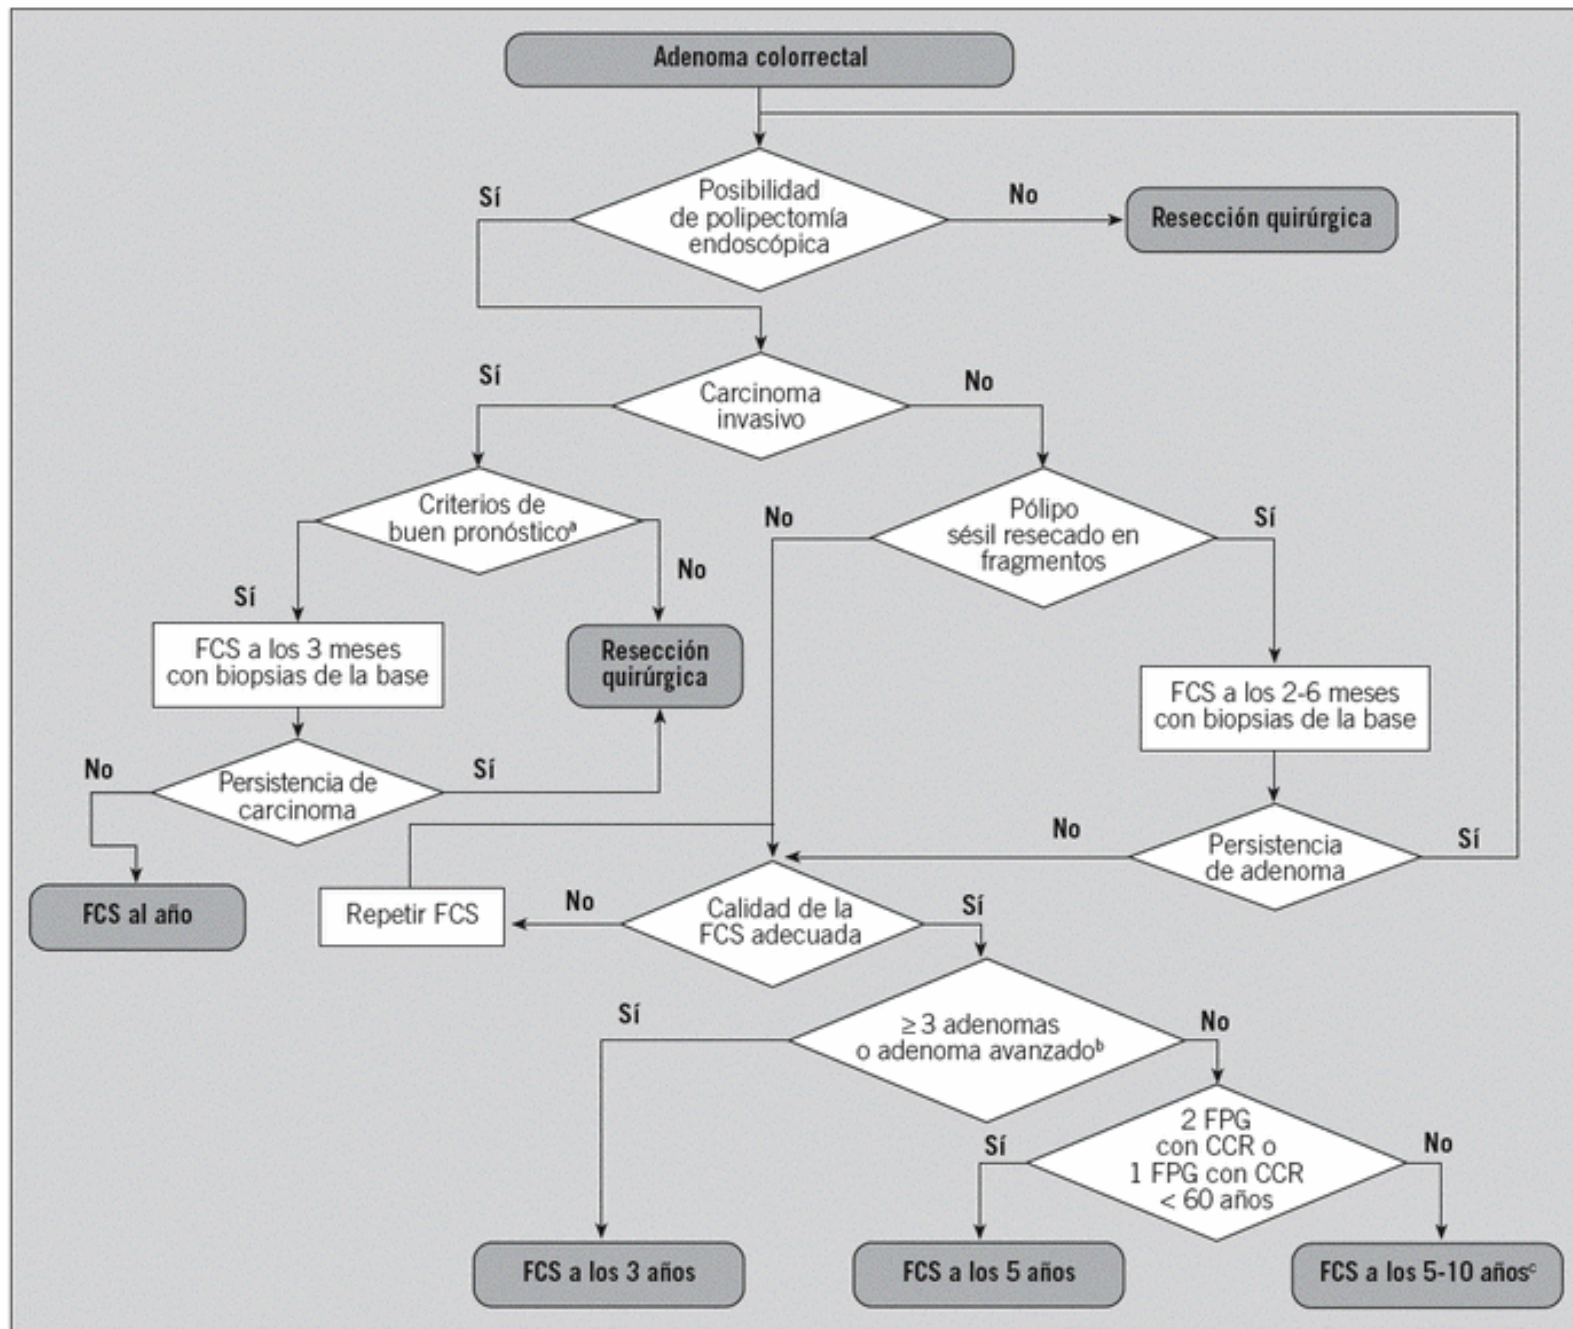 Adenoma colorrectal
Sí
Posibilidad
de polipectomía
endoscópica
No
Resección quirúrgica
Sí
Carcinoma
invasivo
No
Criterios de
buen pronósticoᵃ
No
Pólipo
sésil resecado en
fragmentos
Sí
Sí
No
FCS a los 3 meses
con biopsias de la base
Resección
quirúrgica
FCS a los 2-6 meses
con biopsias de la base
No
Persistencia de
carcinoma
Sí
No
Persistencia
de adenoma
Sí
FCS al año
Repetir FCS
No
Calidad de la
FCS adecuada
Sí
Sí
≥ 3 adenomas
o adenoma avanzadoᵇ
No
Sí
2 FPG
con CCR o
1 FPG con CCR
< 60 años
No
FCS a los 3 años
FCS a los 5 años
FCS a los 5-10 añosᶜ